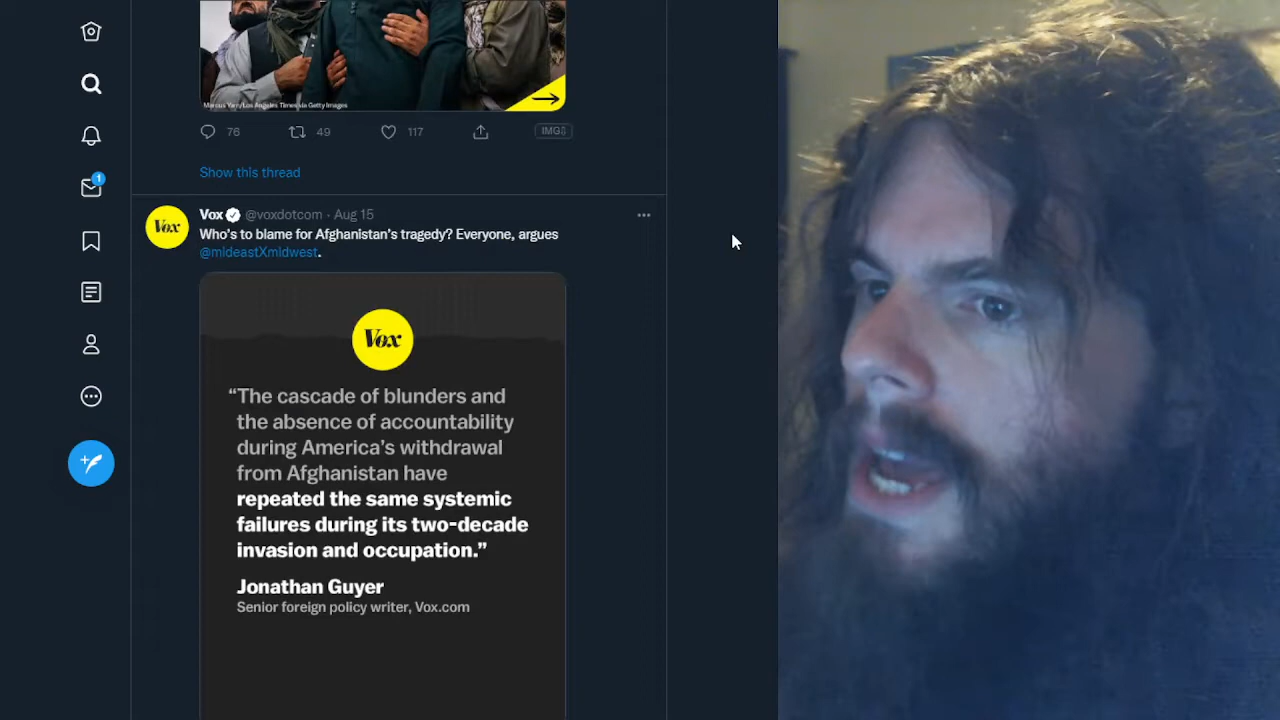 Marcus Yam/Los Angeles Times via Getty Images
76
49
117
IMG
Show this thread
1
Vox @voxdotcom · Aug 15
Vox
Who's to blame for Afghanistan's tragedy? Everyone, argues
@mideastXmidwest.
Vox
“The cascade of blunders and
the absence of accountability
during America's withdrawal
from Afghanistan have
repeated the same systemic
failures during its two-decade
invasion and occupation.”
Jonathan Guyer
Senior foreign policy writer, Vox.com